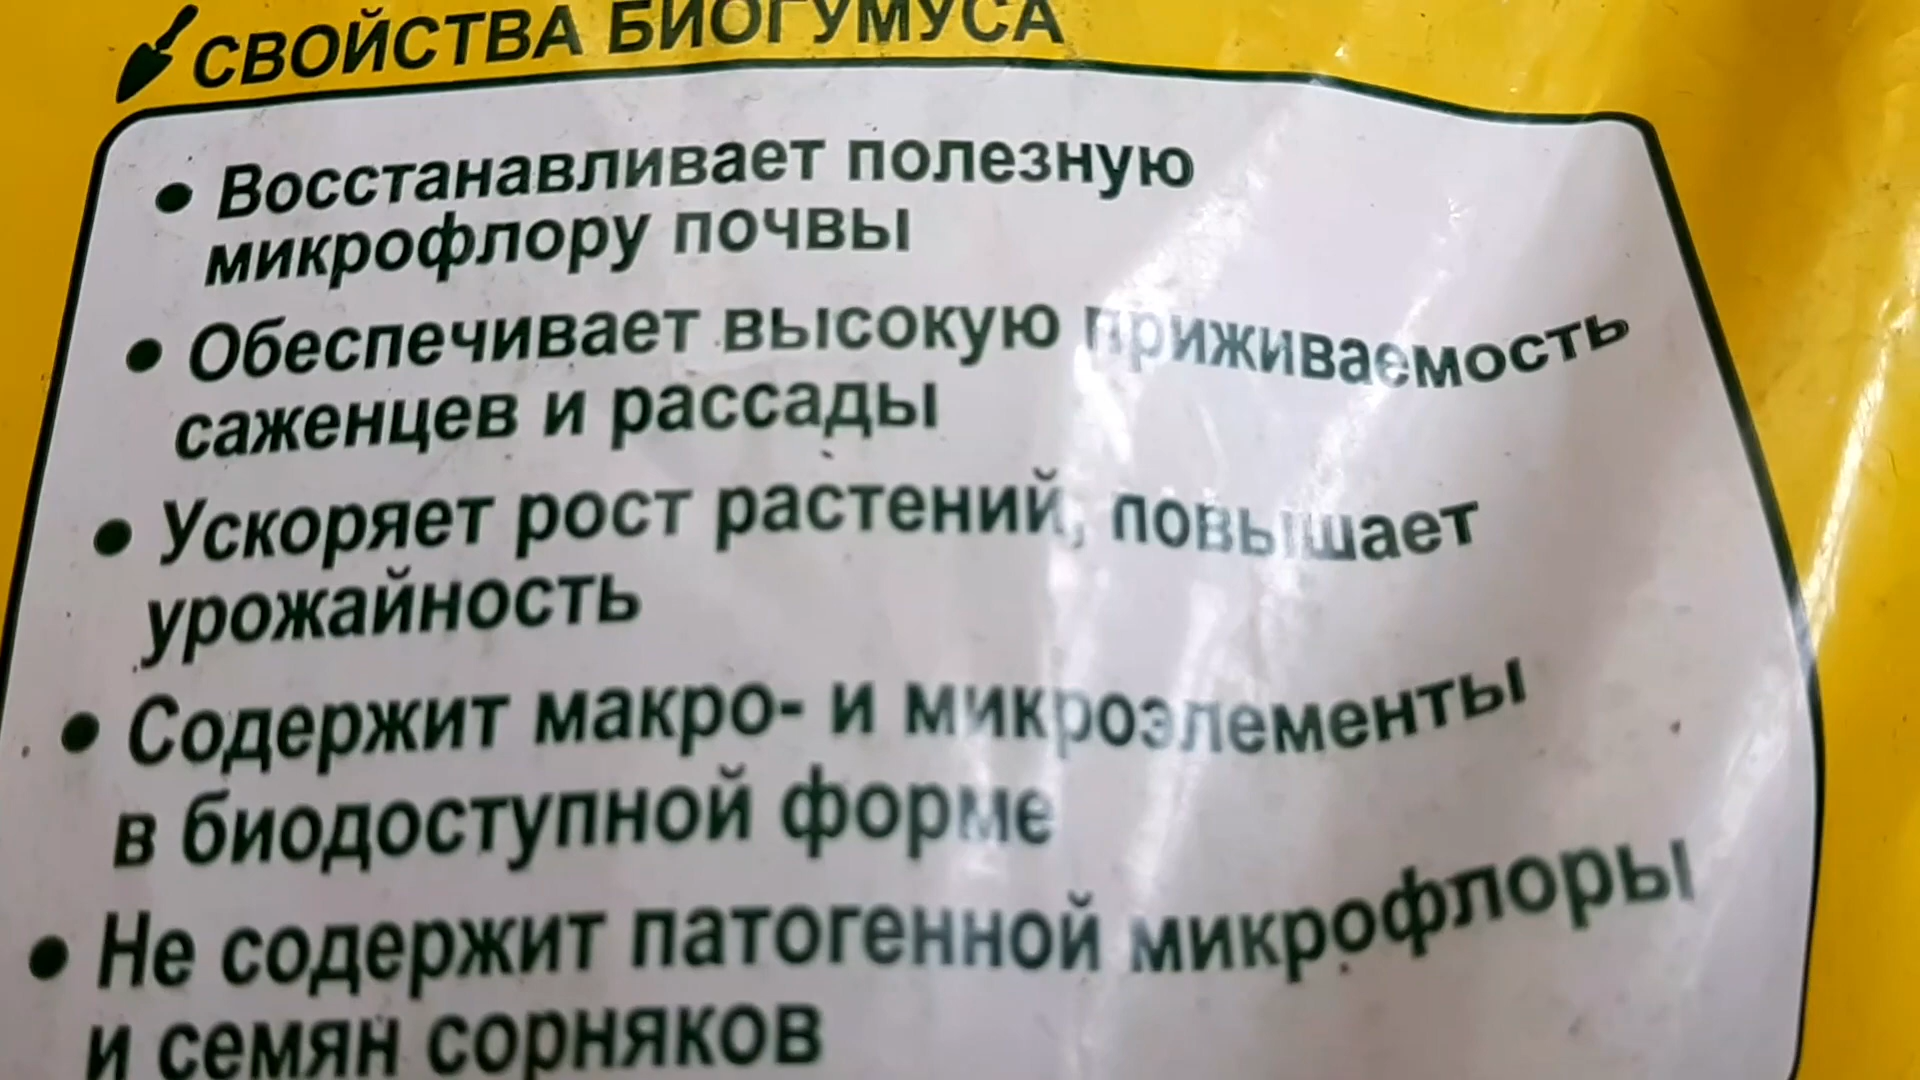 СВОЙСТВА БИОГУМУСА
• Восстанавливает полезную
микрофлору почвы
• Обеспечивает высокую приживаемость
саженцев и рассады
• Ускоряет рост растений, повышает
урожайность
• Содержит макро- и микроэлементы
в биодоступной форме
• Не содержит патогенной микрофлоры
и семян сорняков